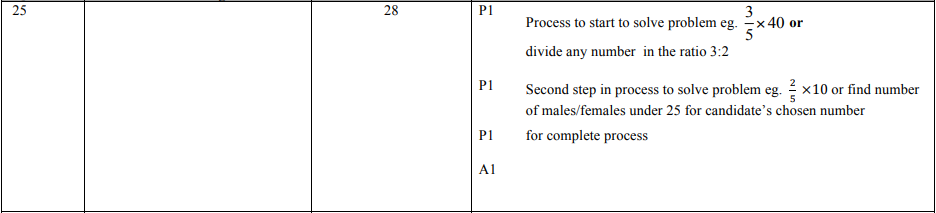 25
28
P1 Process to start to solve problem eg. 3/5 × 40 or
divide any number in the ratio 3:2
P1 Second step in process to solve problem eg. 2/5 ×10 or find number
of males/females under 25 for candidate's chosen number
P1 for complete process
A1